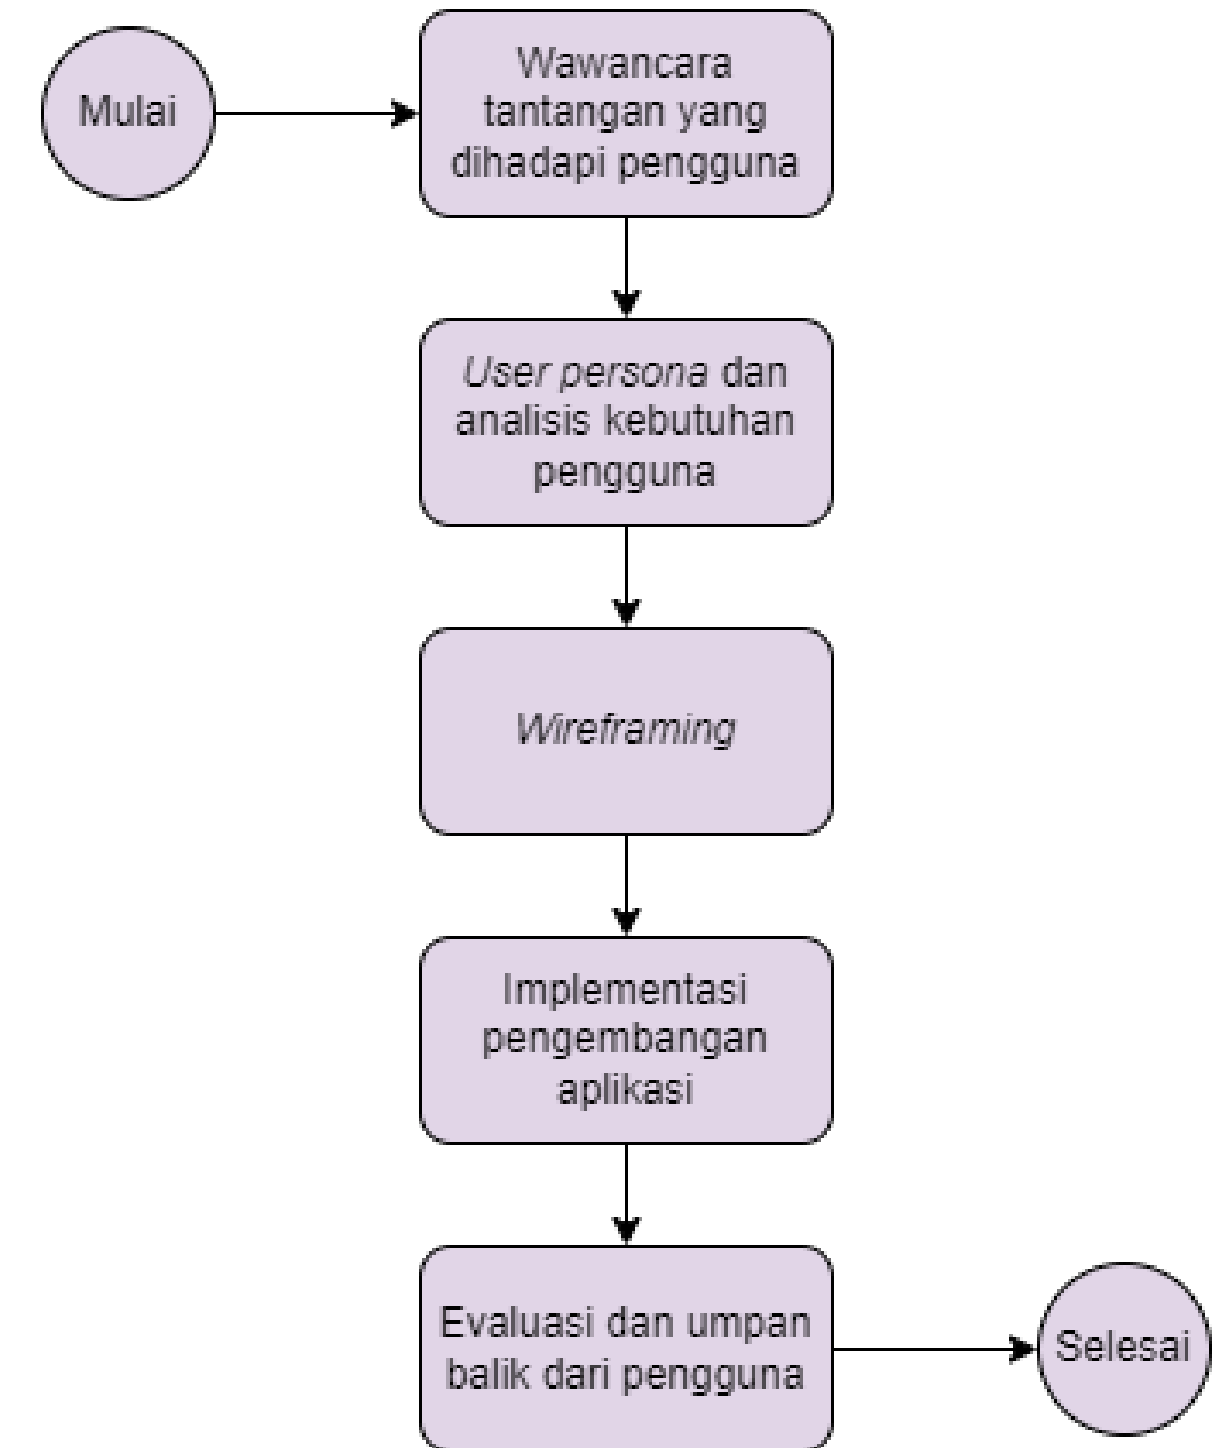 Mulai
Wawancara
tantangan yang
dihadapi pengguna
User persona dan
analisis kebutuhan
pengguna
Wireframing
Implementasi
pengembangan
aplikasi
Evaluasi dan umpan
balik dari pengguna
Selesai